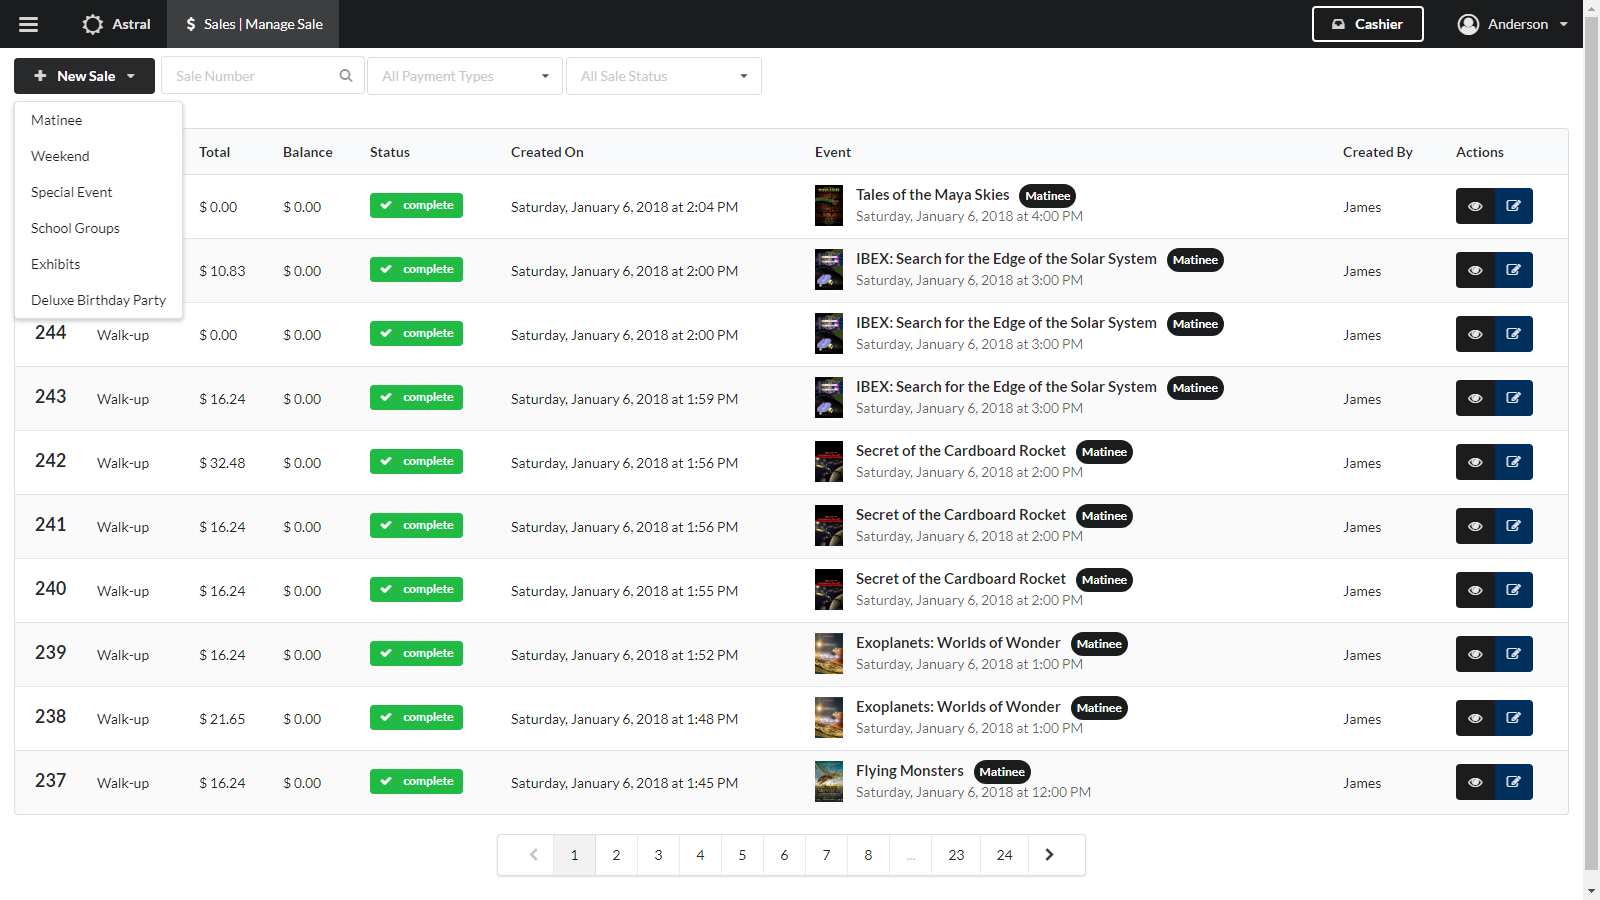 Astral
$ Sales | Manage Sale
Cashier
Anderson
New Sale
Sale Number
All Payment Types
All Sale Status
Matinee
Weekend
Special Event
School Groups
Exhibits
Deluxe Birthday Party
Total Balance Status Created On Event Created By Actions
$ 0.00 $ 0.00 complete Saturday, January 6, 2018 at 2:04 PM Tales of the Maya Skies Matinee James
Saturday, January 6, 2018 at 4:00 PM
$ 10.83 $ 0.00 complete Saturday, January 6, 2018 at 2:00 PM IBEX: Search for the Edge of the Solar System Matinee James
Saturday, January 6, 2018 at 3:00 PM
244 Walk-up $ 0.00 $ 0.00 complete Saturday, January 6, 2018 at 2:00 PM IBEX: Search for the Edge of the Solar System Matinee James
Saturday, January 6, 2018 at 3:00 PM
243 Walk-up $ 16.24 $ 0.00 complete Saturday, January 6, 2018 at 1:59 PM IBEX: Search for the Edge of the Solar System Matinee James
Saturday, January 6, 2018 at 3:00 PM
242 Walk-up $ 32.48 $ 0.00 complete Saturday, January 6, 2018 at 1:56 PM Secret of the Cardboard Rocket Matinee James
Saturday, January 6, 2018 at 2:00 PM
241 Walk-up $ 16.24 $ 0.00 complete Saturday, January 6, 2018 at 1:56 PM Secret of the Cardboard Rocket Matinee James
Saturday, January 6, 2018 at 2:00 PM
240 Walk-up $ 16.24 $ 0.00 complete Saturday, January 6, 2018 at 1:55 PM Secret of the Cardboard Rocket Matinee James
Saturday, January 6, 2018 at 2:00 PM
239 Walk-up $ 16.24 $ 0.00 complete Saturday, January 6, 2018 at 1:52 PM Exoplanets: Worlds of Wonder Matinee James
Saturday, January 6, 2018 at 1:00 PM
238 Walk-up $ 21.65 $ 0.00 complete Saturday, January 6, 2018 at 1:48 PM Exoplanets: Worlds of Wonder Matinee James
Saturday, January 6, 2018 at 1:00 PM
237 Walk-up $ 16.24 $ 0.00 complete Saturday, January 6, 2018 at 1:45 PM Flying Monsters Matinee James
Saturday, January 6, 2018 at 12:00 PM
1 2 3 4 5 6 7 8 ... 23 24